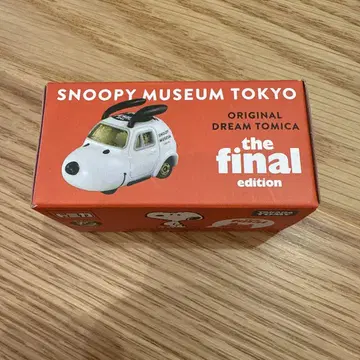 SNOOPY MUSEUM TOKYO
ORIGINAL
DREAM TOMICA
the
final
edition